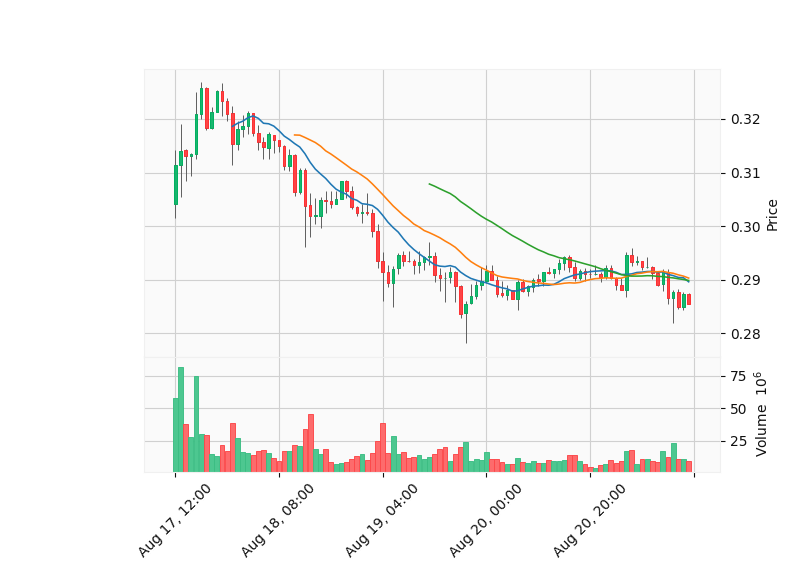 0.32
0.31
0.30
0.29
0.28
Price
75
50
25
Volume 10^6
Aug 17, 12:00
Aug 18, 08:00
Aug 19, 04:00
Aug 20, 00:00
Aug 20, 20:00